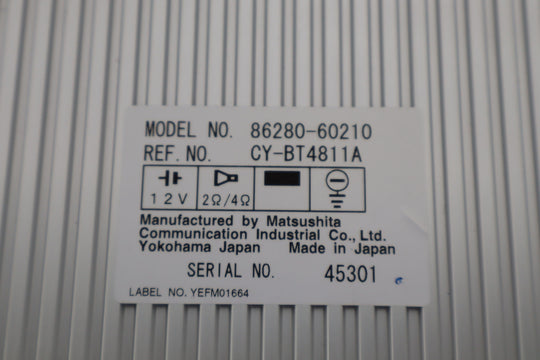 MODEL NO. 86280-60210
REF. NO. CY-BT4811A
12V 2Ω/4Ω
Manufactured by Matsushita
Communication Industrial Co., Ltd.
Yokohama Japan Made in Japan
SERIAL NO. 45301
LABEL NO. YEFM01664